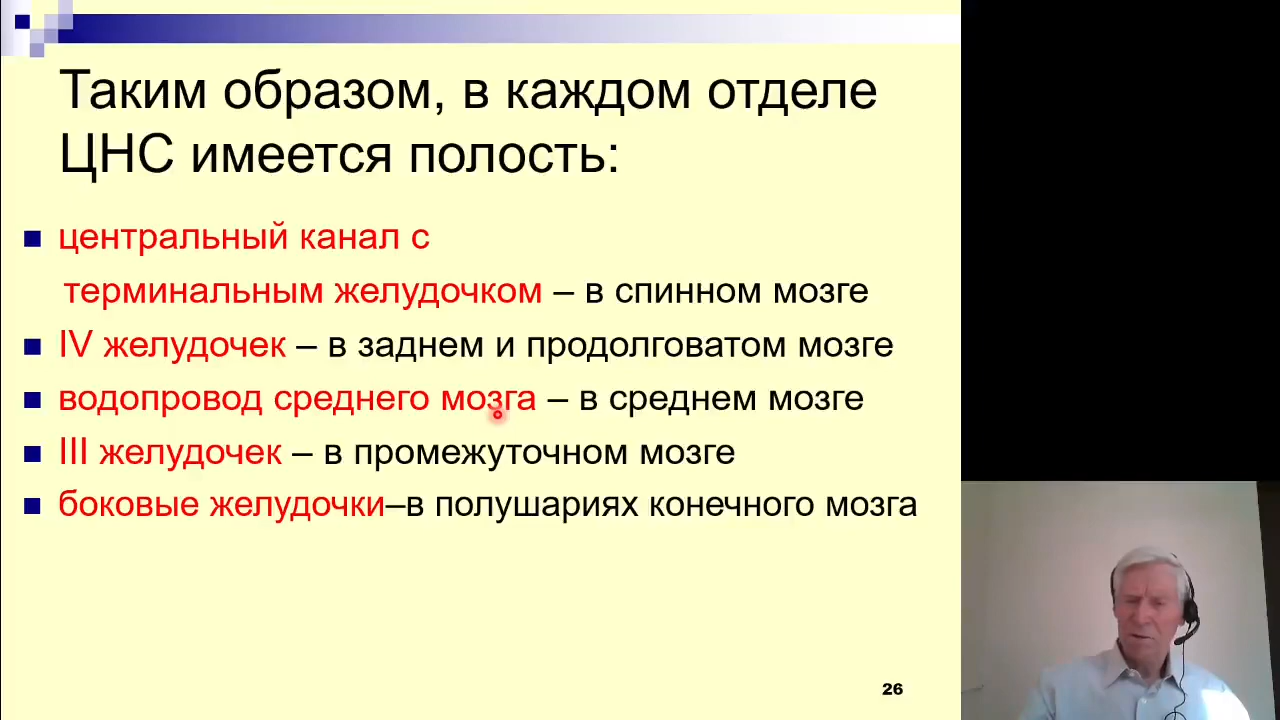 Таким образом, в каждом отделе
ЦНС имеется полость:
центральный канал с
терминальным желудочком – в спинном мозге
IV желудочек – в заднем и продолговатом мозге
водопровод среднего мозга – в среднем мозге
III желудочек – в промежуточном мозге
боковые желудочки–в полушариях конечного мозга
26